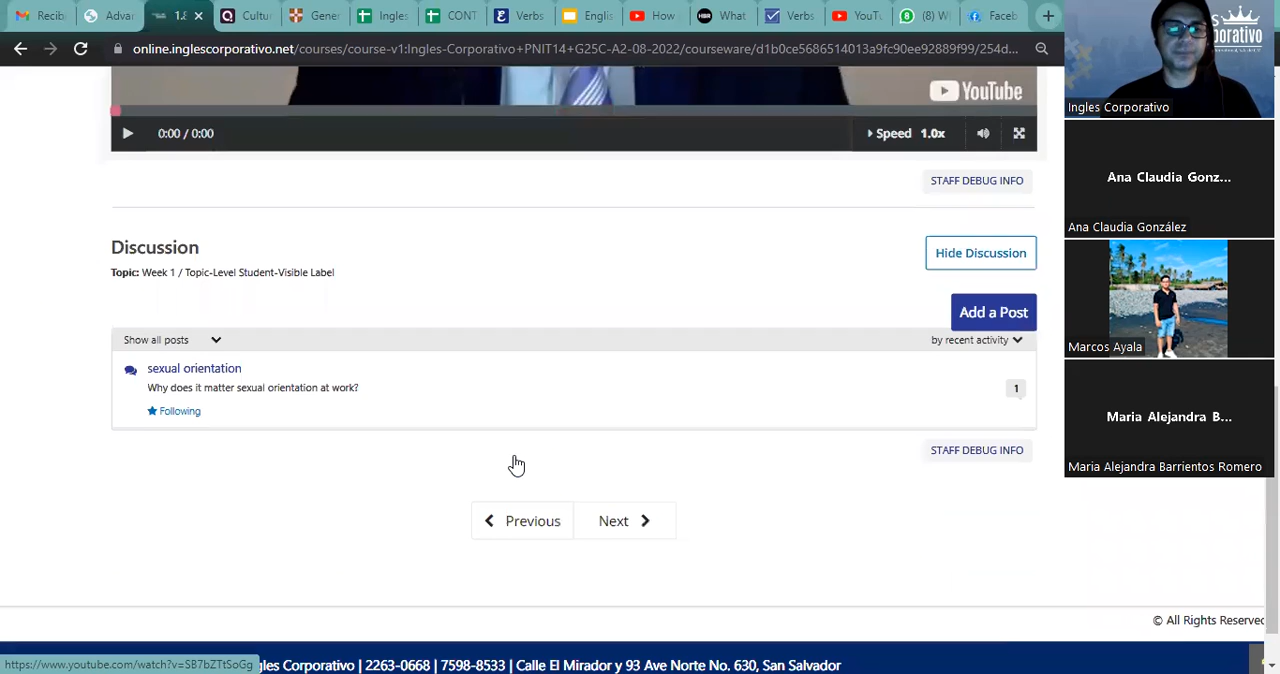 Recib
Advar
1.8
Cultu
Gener
Ingles
CONT
Verbs
Englis
How
What
Verbs
YouTu
(8) W
Faceb
online.inglescorporativo.net/courses/course-v1:Ingles-Corporativo+PNIT14+G25C-A2-08-2022/courseware/d1b0ce5686514013a9fc90ee92889f99/254d...
porativo
Ingles Corporativo
YouTube
0:00 / 0:00
Speed 1.0x
STAFF DEBUG INFO
Ana Claudia Gonz...
Ana Claudia González
Discussion
Hide Discussion
Topic: Week 1 / Topic-Level Student-Visible Label
Add a Post
Show all posts
by recent activity
Marcos Ayala
sexual orientation
Why does it matter sexual orientation at work?
1
Following
Maria Alejandra B...
Maria Alejandra Barrientos Romero
STAFF DEBUG INFO
Previous
Next
© All Rights Reserved
https://www.youtube.com/watch?v=SB7bZTtSoGg
gles Corporativo | 2263-0668 | 7598-8533 | Calle El Mirador y 93 Ave Norte No. 630, San Salvador